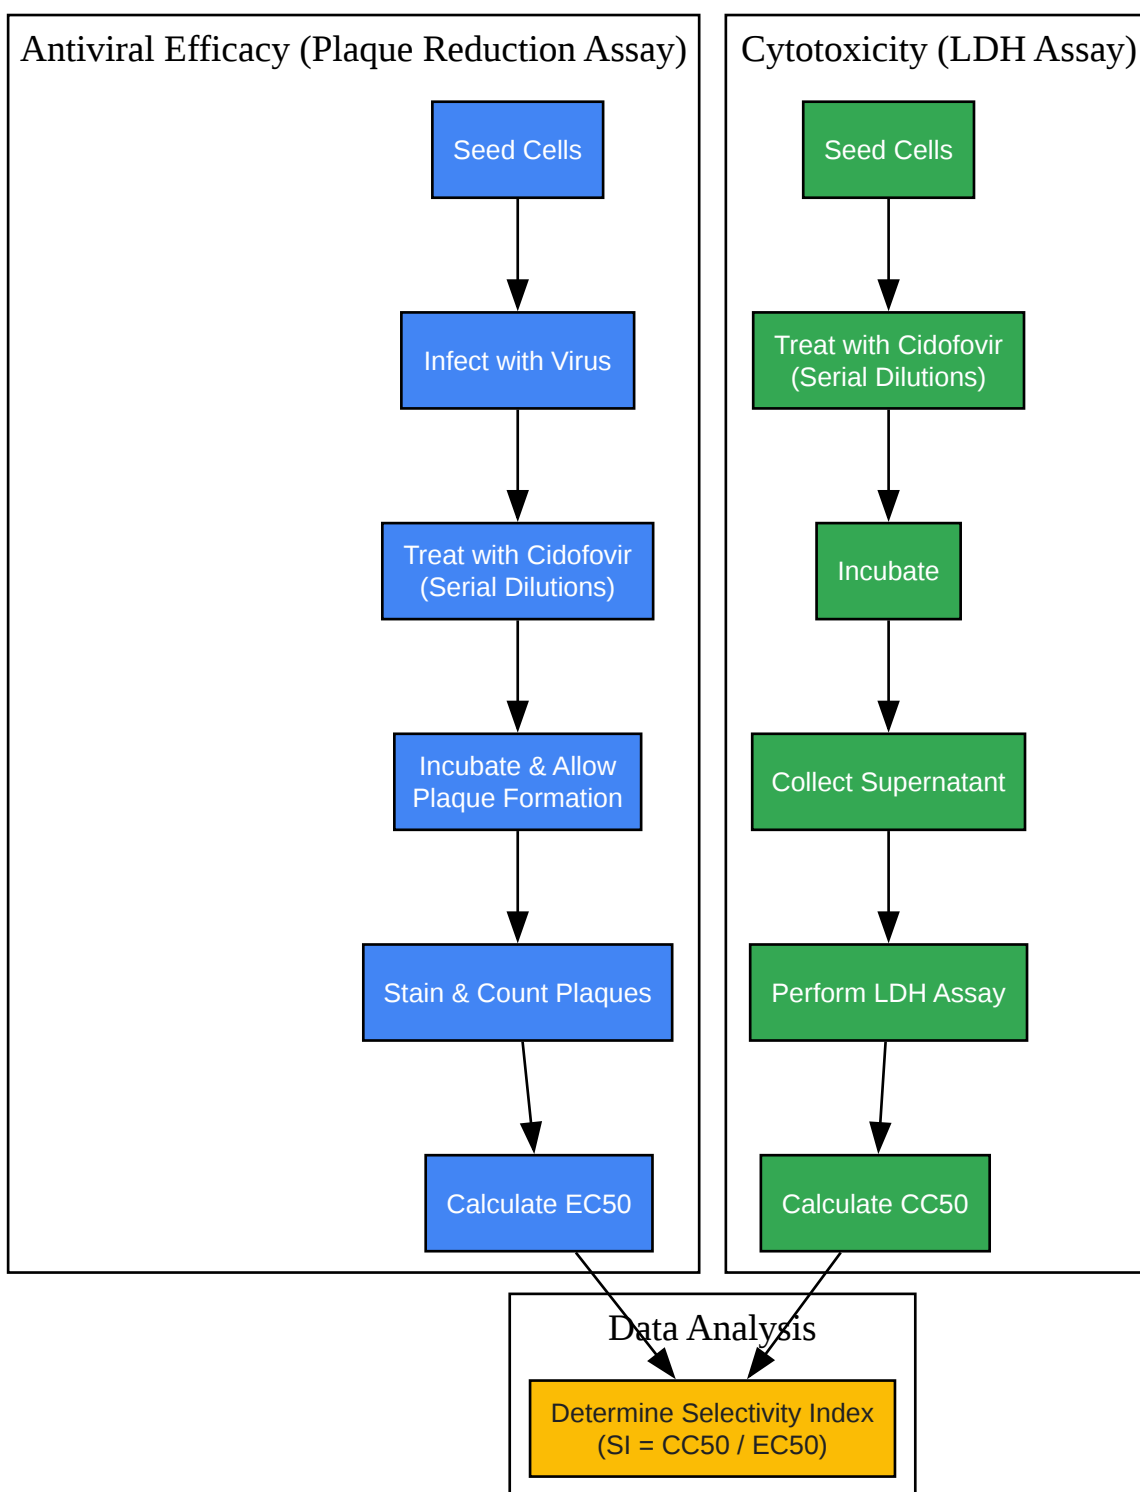 Antiviral Efficacy (Plaque Reduction Assay)
Seed Cells
Infect with Virus
Treat with Cidofovir
(Serial Dilutions)
Incubate & Allow
Plaque Formation
Stain & Count Plaques
Calculate EC50
Cytotoxicity (LDH Assay)
Seed Cells
Treat with Cidofovir
(Serial Dilutions)
Incubate
Collect Supernatant
Perform LDH Assay
Calculate CC50
Data Analysis
Determine Selectivity Index
(SI = CC50 / EC50)